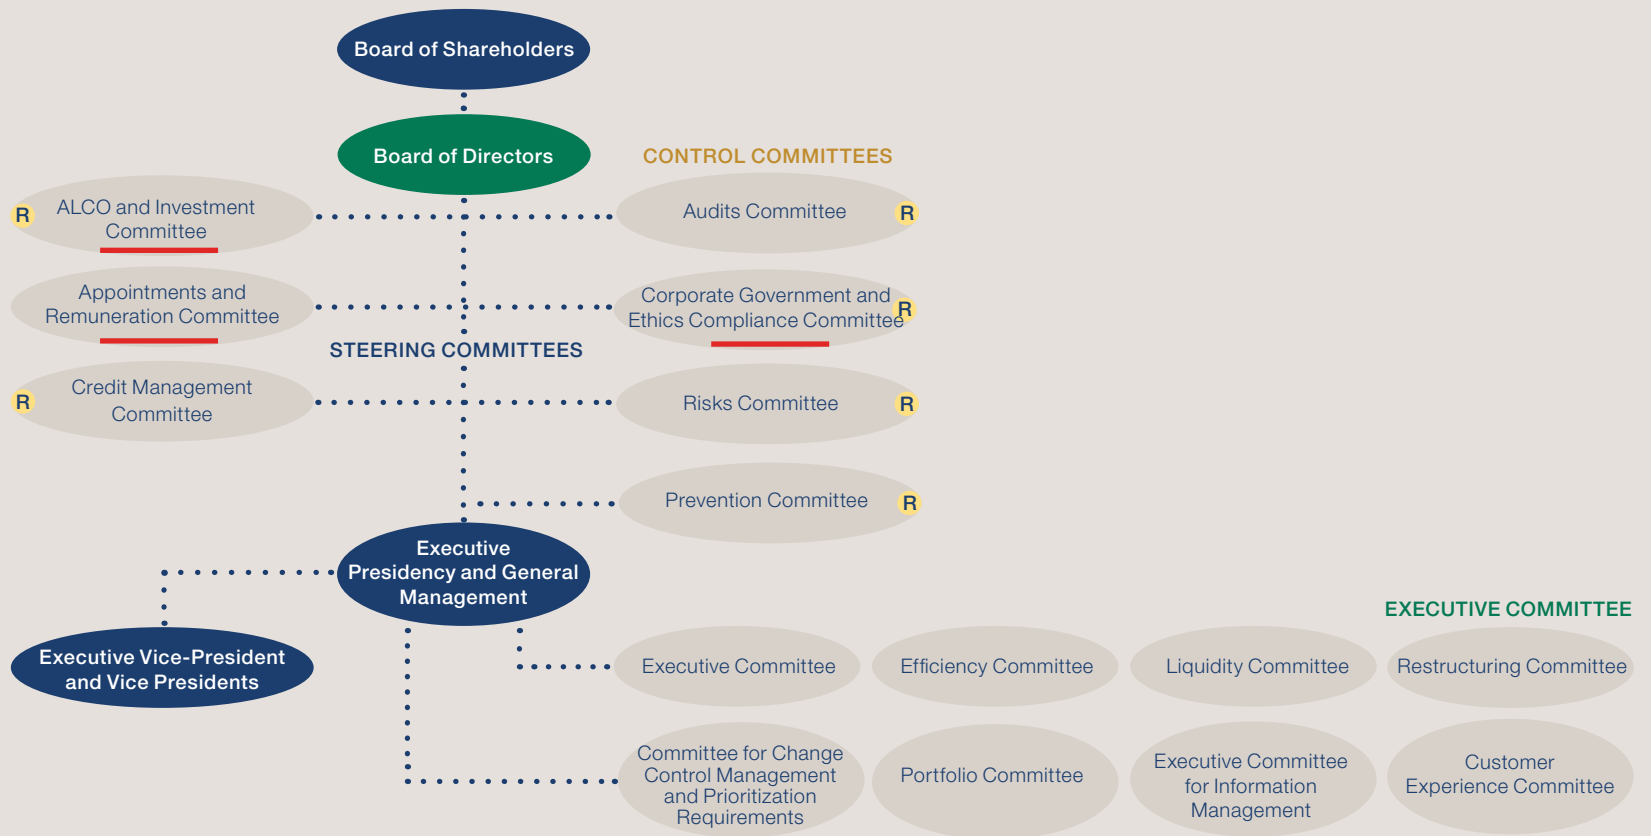 Board of Shareholders
Board of Directors
CONTROL COMMITTEES
R
ALCO and Investment
Committee
Audits Committee
R
Appointments and
Remuneration Committee
Corporate Government and
Ethics Compliance Committee
R
STEERING COMMITTEES
R
Credit Management
Committee
Risks Committee
R
Prevention Committee
R
Executive
Presidency and General
Management
EXECUTIVE COMMITTEE
Executive Vice-President
and Vice Presidents
Executive Committee
Efficiency Committee
Liquidity Committee
Restructuring Committee
Committee for Change
Control Management
and Prioritization
Requirements
Portfolio Committee
Executive Committee
for Information
Management
Customer
Experience Committee